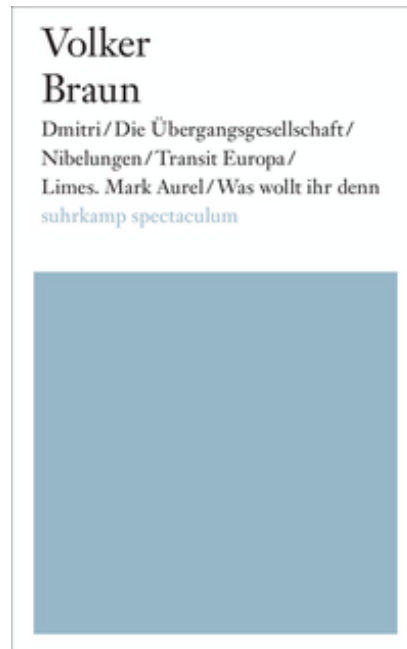 Volker
Braun
Dmitri/Die Übergangsgesellschaft/
Nibelungen/Transit Europa/
Limes. Mark Aurel/Was wollt ihr denn
suhrkamp spectaculum